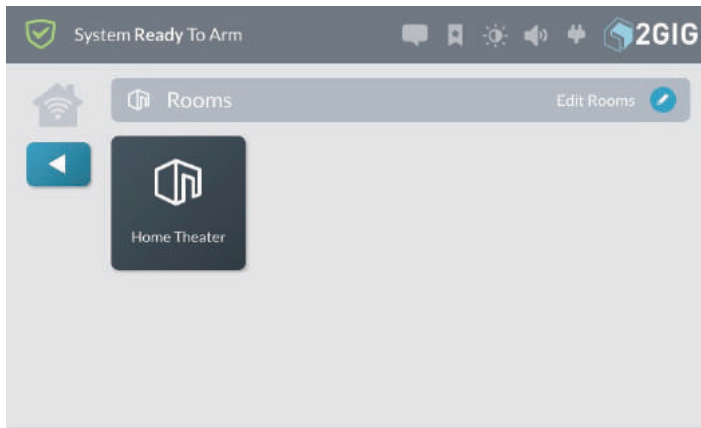 System Ready To Arm
2GIG
Rooms
Edit Rooms
Home Theater